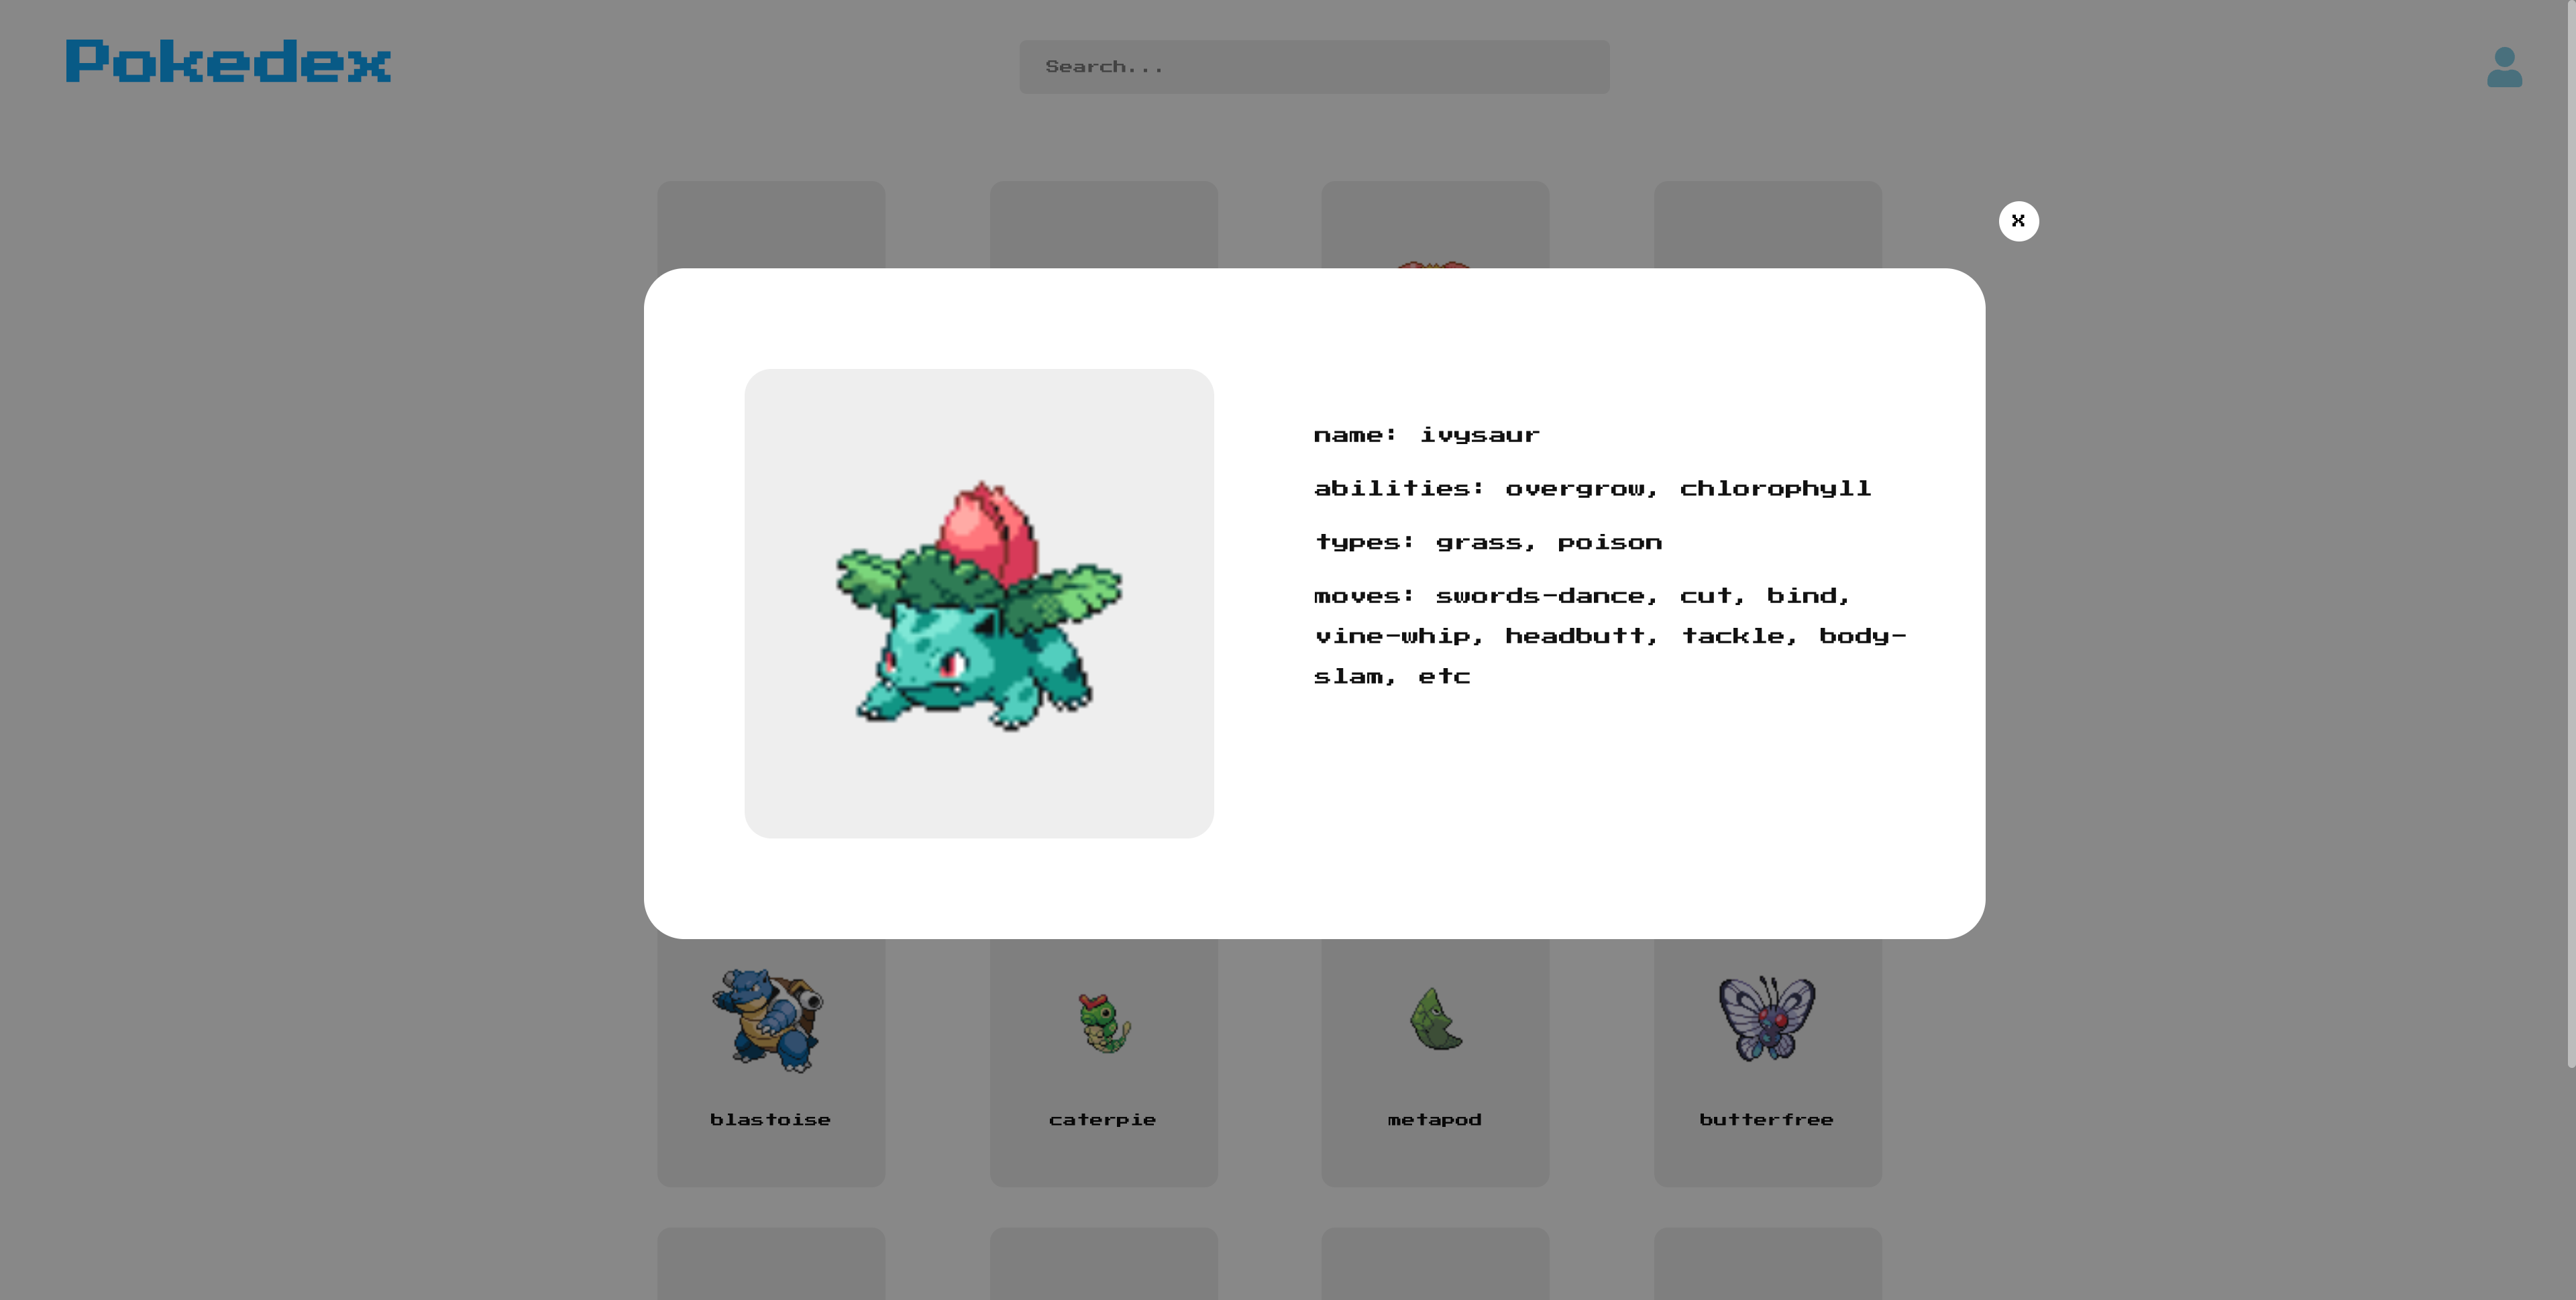 Pokedex
Search...
x
name: ivysaur
abilities: overgrow, chlorophyll
types: grass, poison
moves: swords-dance, cut, bind,
vine-whip, headbutt, tackle, body-
slam, etc
blastoise
caterpie
metapod
butterfree